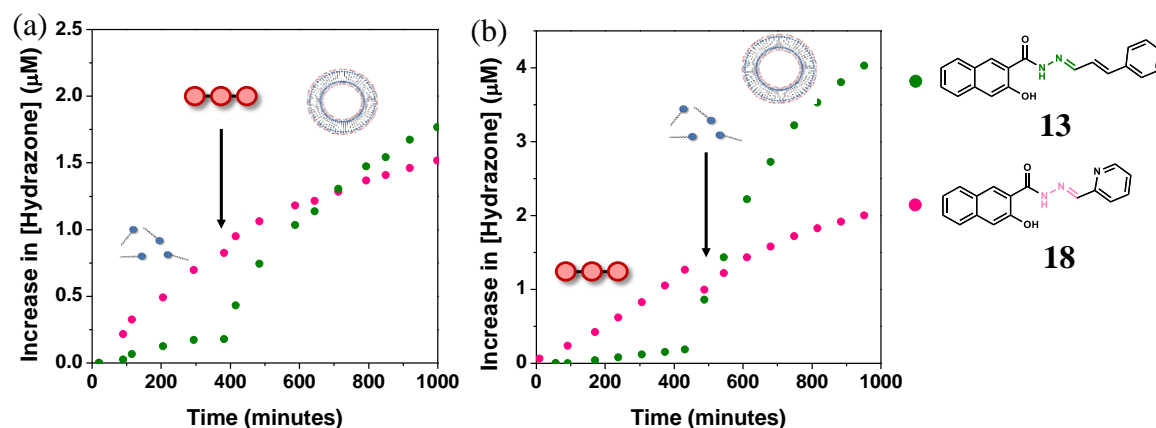 (a)
Increase in [Hydrazone] (μM)
2.5
2.0
1.5
1.0
0.5
0.0
0 200 400 600 800 1000
Time (minutes)
(b)
Increase in [Hydrazone] (μM)
4
3
2
1
0
0 200 400 600 800 1000
Time (minutes)
O
N
H
N
OH
13
O
N
H
N
N
OH
18